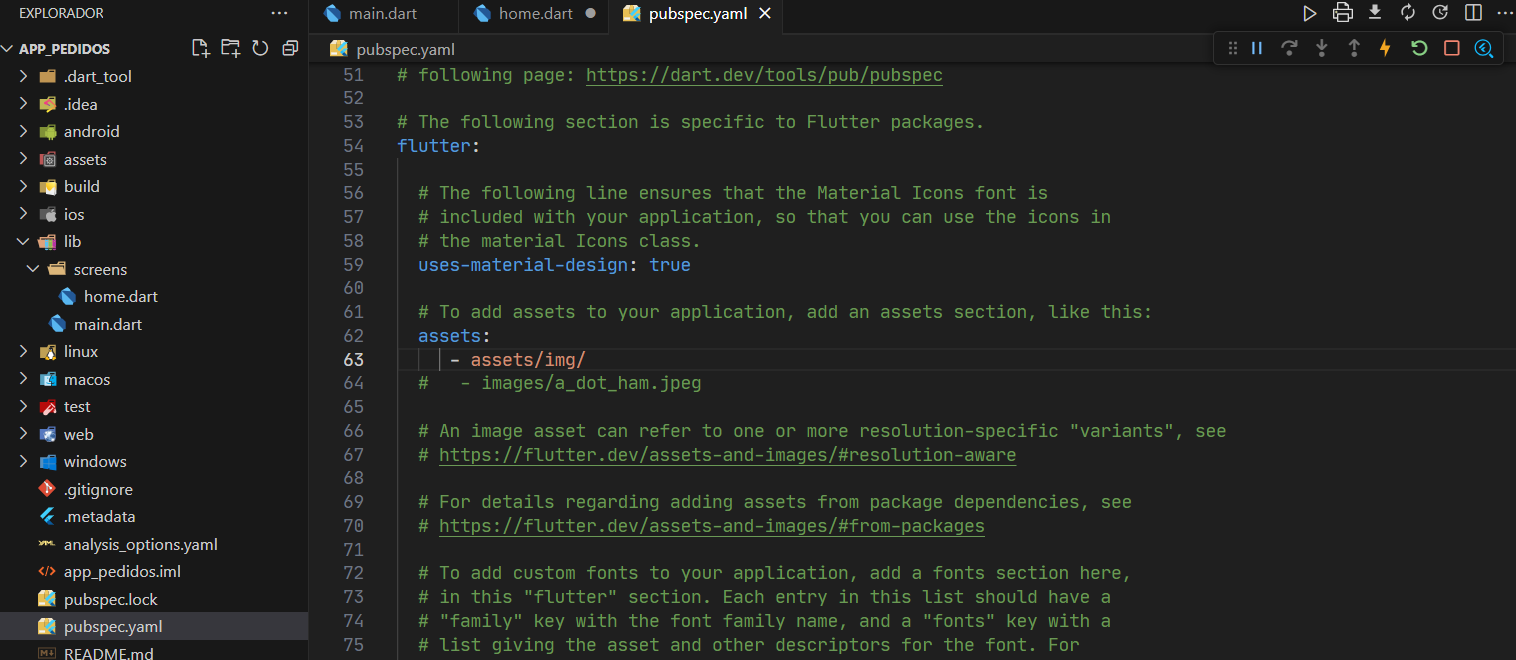 EXPLORADOR
APP_PEDIDOS
.dart_tool
.idea
android
assets
build
ios
lib
screens
home.dart
main.dart
linux
macos
test
web
windows
.gitignore
.metadata
analysis_options.yaml
app_pedidos.iml
pubspec.lock
pubspec.yaml
README.md
main.dart
home.dart
pubspec.yaml
pubspec.yaml
51 # following page: https://dart.dev/tools/pub/pubspec
52
53 # The following section is specific to Flutter packages.
54 flutter:
55
56   # The following line ensures that the Material Icons font is
57   # included with your application, so that you can use the icons in
58   # the material Icons class.
59   uses-material-design: true
60
61   # To add assets to your application, add an assets section, like this:
62   assets:
63      - assets/img/
64   #   - images/a_dot_ham.jpeg
65
66   # An image asset can refer to one or more resolution-specific "variants", see
67   # https://flutter.dev/assets-and-images/#resolution-aware
68
69   # For details regarding adding assets from package dependencies, see
70   # https://flutter.dev/assets-and-images/#from-packages
71
72   # To add custom fonts to your application, add a fonts section here,
73   # in this "flutter" section. Each entry in this list should have a
74   # "family" key with the font family name, and a "fonts" key with a
75   # list giving the asset and other descriptors for the font. For